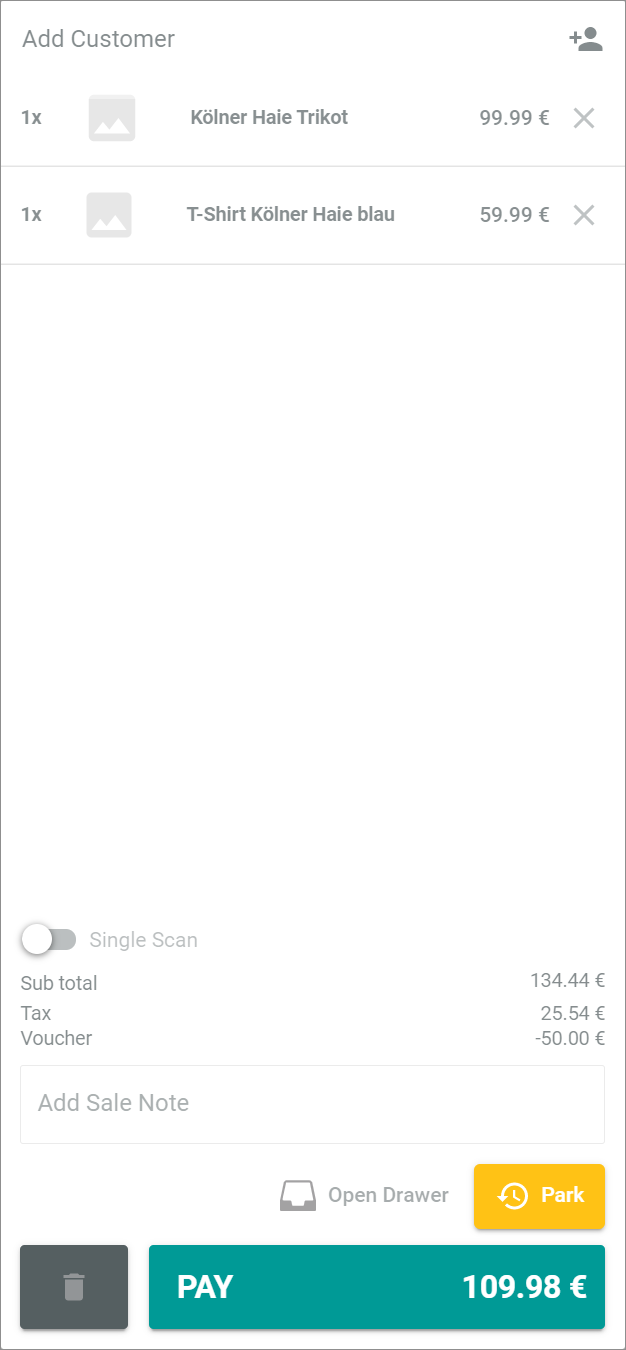 Add Customer
1x Kölner Haie Trikot 99.99 €
1x T-Shirt Kölner Haie blau 59.99 €
Single Scan
Sub total 134.44 €
Tax 25.54 €
Voucher -50.00 €
Add Sale Note
Open Drawer Park
PAY 109.98 €